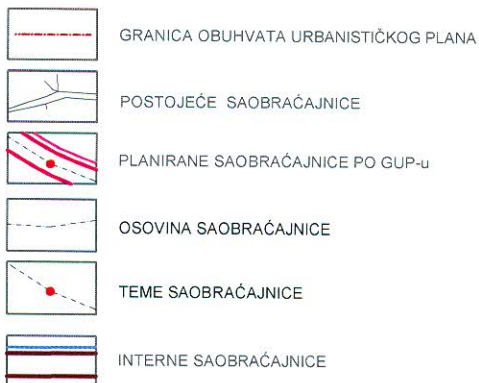 GRANICA OBUHVATA URBANISTIČKOG PLANA
POSTOJEĆE SAOBRAĆAJNICE
PLANIRANE SAOBRAĆAJNICE PO GUP-u
OSOVINA SAOBRAĆAJNICE
TEME SAOBRAĆAJNICE
INTERNE SAOBRAĆAJNICE